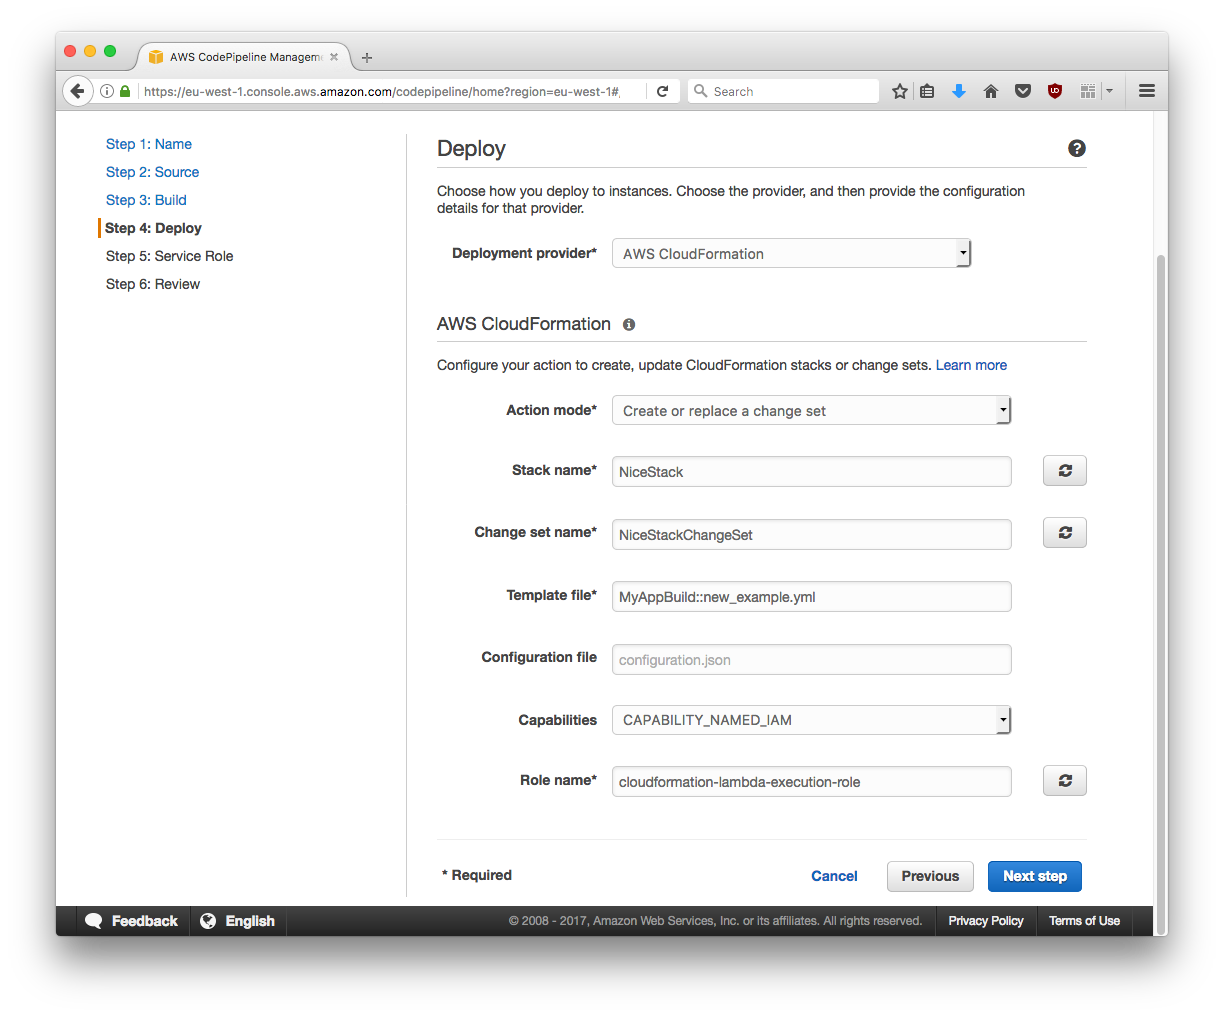 AWS CodePipeline Managem
https://eu-west-1.console.aws.amazon.com/codepipeline/home?region=eu-west-1#
Search
Step 1: Name
Step 2: Source
Step 3: Build
Step 4: Deploy
Step 5: Service Role
Step 6: Review
Deploy
Choose how you deploy to instances. Choose the provider, and then provide the configuration
details for that provider.
Deployment provider* AWS CloudFormation
AWS CloudFormation
Configure your action to create, update CloudFormation stacks or change sets. Learn more
Action mode* Create or replace a change set
Stack name* NiceStack
Change set name* NiceStackChangeSet
Template file* MyAppBuild::new_example.yml
Configuration file configuration.json
Capabilities CAPABILITY_NAMED_IAM
Role name* cloudformation-lambda-execution-role
* Required Cancel Previous Next step
Feedback English © 2008 - 2017, Amazon Web Services, Inc. or its affiliates. All rights reserved. Privacy Policy Terms of Use